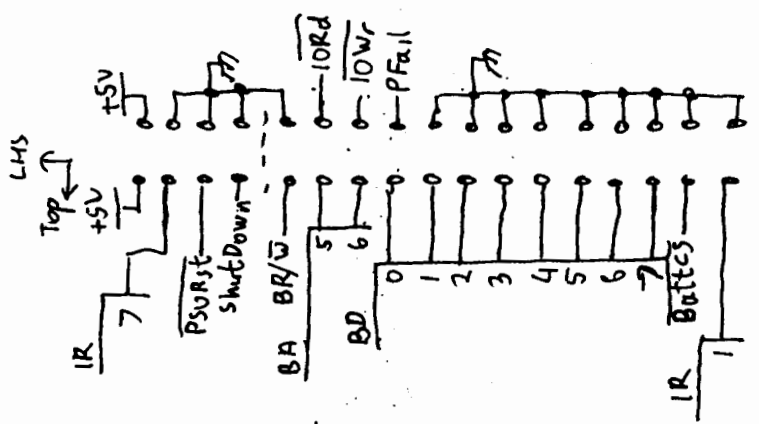 +5V
IORd
IOWr
PFail
LHS
Top
+5V
PSURst
ShutDown
BR/W
5
6
0
1
2
3
4
5
6
7
BattCS
7
IR
BA
BD
1
IR